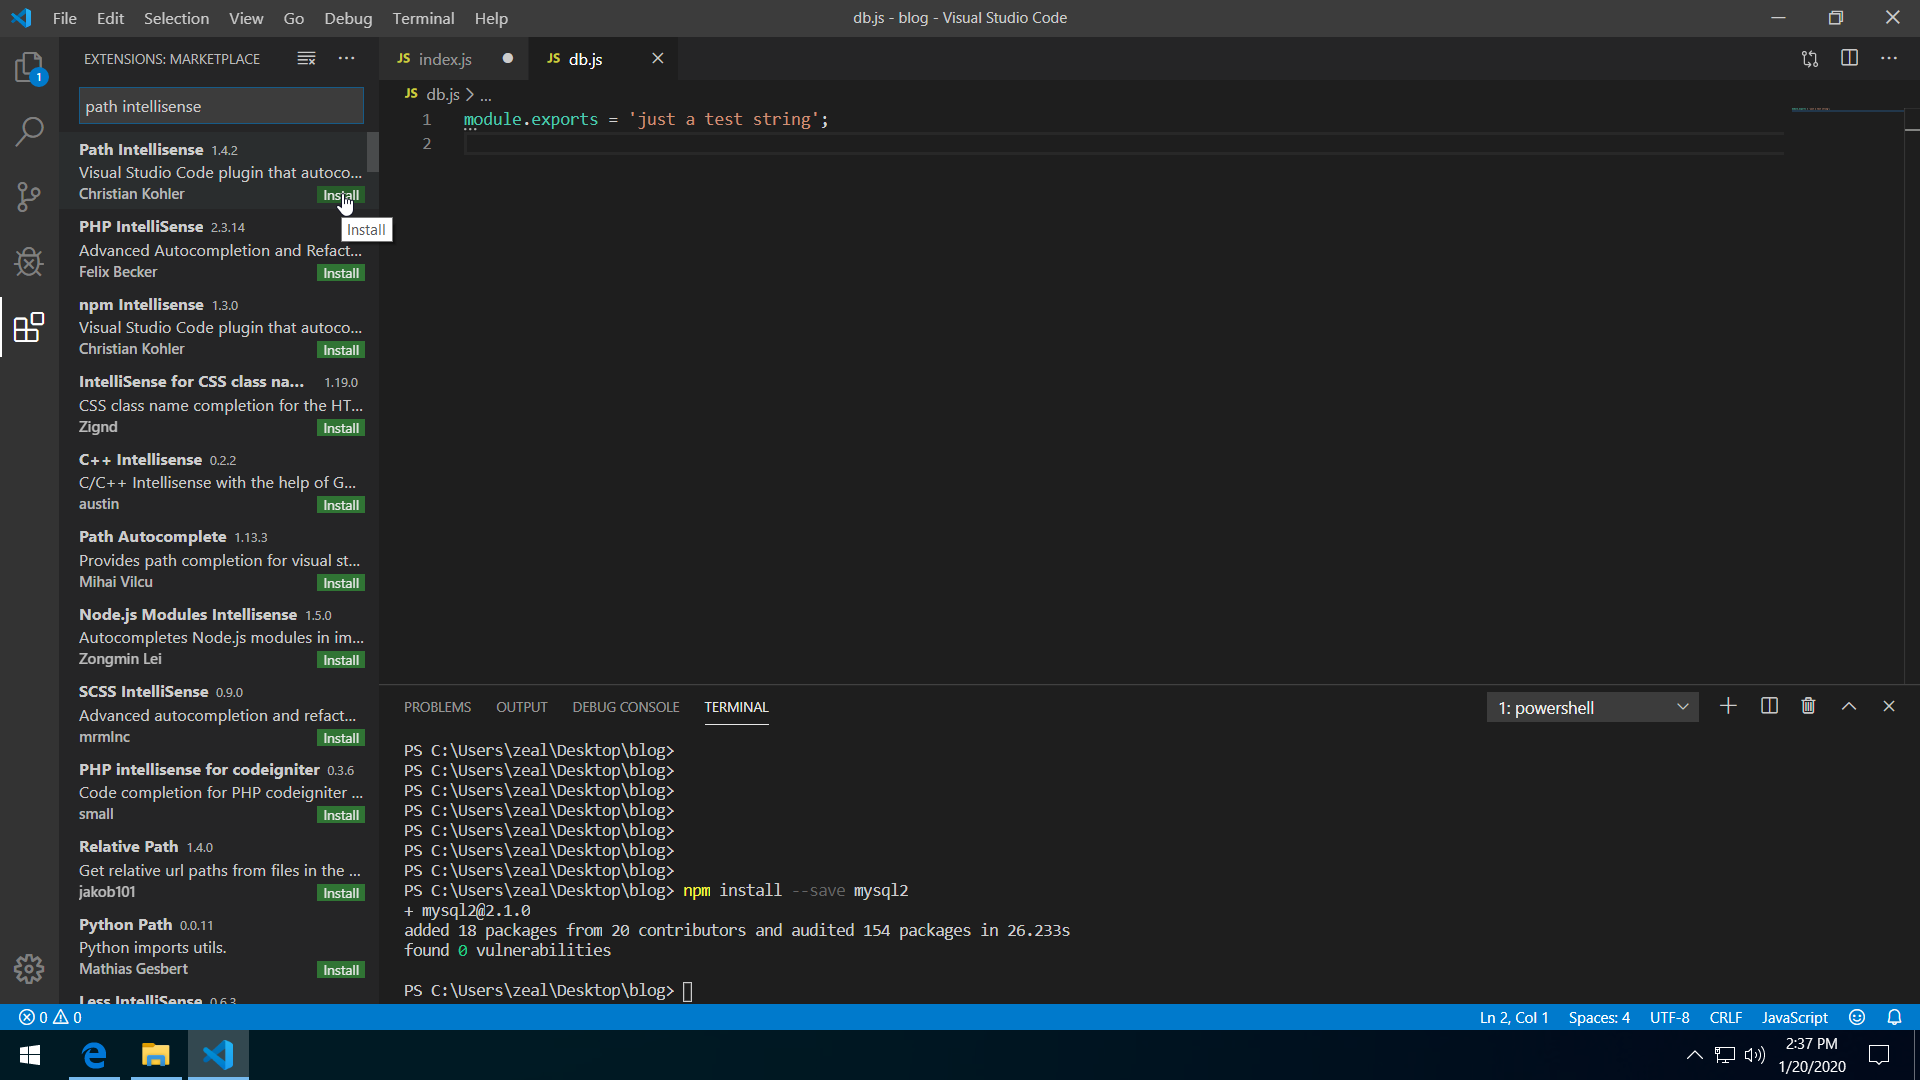 File Edit Selection View Go Debug Terminal Help
db.js - blog - Visual Studio Code
EXTENSIONS: MARKETPLACE
path intellisense
Path Intellisense 1.4.2
Visual Studio Code plugin that autoco...
Christian Kohler
Install
Install
PHP IntelliSense 2.3.14
Advanced Autocompletion and Refact...
Felix Becker
Install
npm Intellisense 1.3.0
Visual Studio Code plugin that autoco...
Christian Kohler
Install
IntelliSense for CSS class na... 1.19.0
CSS class name completion for the HT...
Zignd
Install
C++ Intellisense 0.2.2
C/C++ Intellisense with the help of G...
austin
Install
Path Autocomplete 1.13.3
Provides path completion for visual st...
Mihai Vilcu
Install
Node.js Modules Intellisense 1.5.0
Autocompletes Node.js modules in im...
Zongmin Lei
Install
SCSS IntelliSense 0.9.0
Advanced autocompletion and refact...
mrmlnc
Install
PHP intellisense for codeigniter 0.3.6
Code completion for PHP codeigniter ...
small
Install
Relative Path 1.4.0
Get relative url paths from files in the ...
jakob101
Install
Python Path 0.0.11
Python imports utils.
Mathias Gesbert
Install
Less IntelliSense 0.6.3
1
JS index.js
JS db.js
JS db.js > ...
1 module.exports = 'just a test string';
2
PROBLEMS OUTPUT DEBUG CONSOLE TERMINAL
1: powershell
PS C:\Users\zeal\Desktop\blog>
PS C:\Users\zeal\Desktop\blog>
PS C:\Users\zeal\Desktop\blog>
PS C:\Users\zeal\Desktop\blog>
PS C:\Users\zeal\Desktop\blog>
PS C:\Users\zeal\Desktop\blog>
PS C:\Users\zeal\Desktop\blog>
PS C:\Users\zeal\Desktop\blog> npm install --save mysql2
+ mysql2@2.1.0
added 18 packages from 20 contributors and audited 154 packages in 26.233s
found 0 vulnerabilities
PS C:\Users\zeal\Desktop\blog>
0 0
Ln 2, Col 1 Spaces: 4 UTF-8 CRLF JavaScript
2:37 PM
1/20/2020